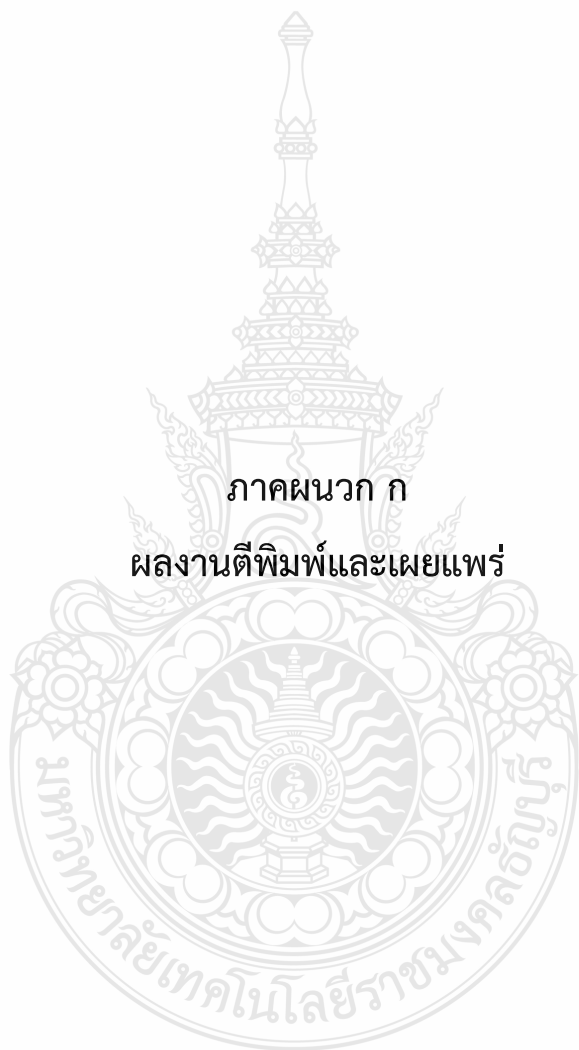 ภาคผนวก ก
ผลงานตีพิมพ์และเผยแพร่
มหาวิทยาลัยเทคโนโลยีราชมงคลธัญบุรี